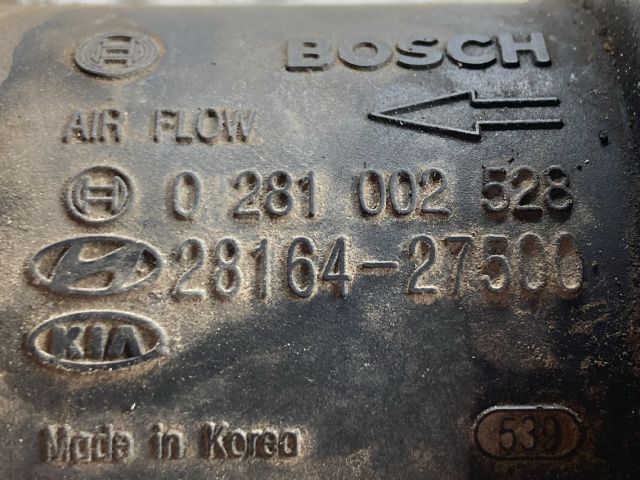 BOSCH
AIR FLOW
0 281 002 528
28164-27500
KIA
Made in Korea
539